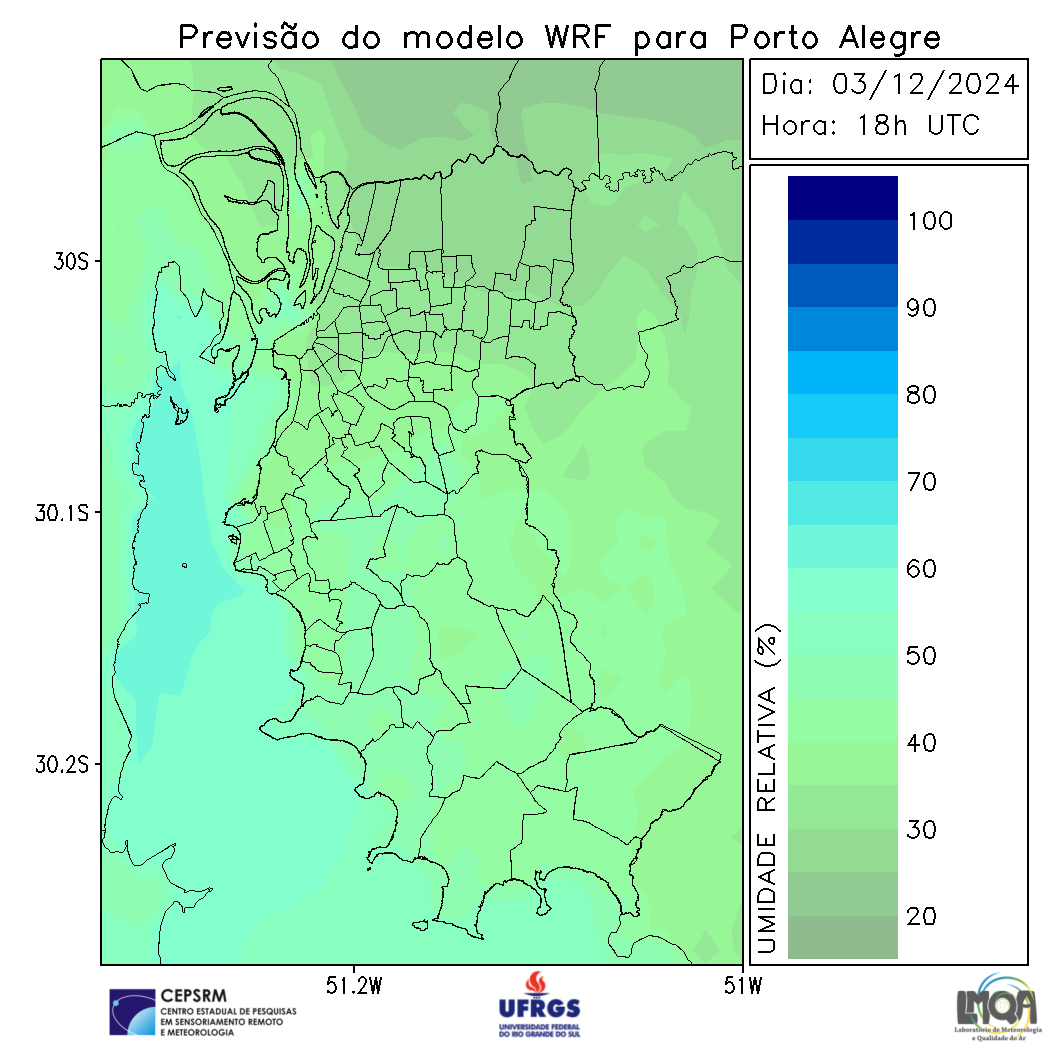 Previsão do modelo WRF para Porto Alegre
Dia: 03/12/2024
Hora: 18h UTC
30S
30.1S
30.2S
51.2W
51W
100
90
80
70
60
50
40
30
20
UMIDADE RELATIVA (%)
CEPSRM
CENTRO ESTADUAL DE PESQUISAS
EM SENSORIAMENTO REMOTO
E METEOROLOGIA
UFRGS
UNIVERSIDADE FEDERAL
DO RIO GRANDE DO SUL
LMQA
Laboratório de Meteorologia
e Qualidade do Ar